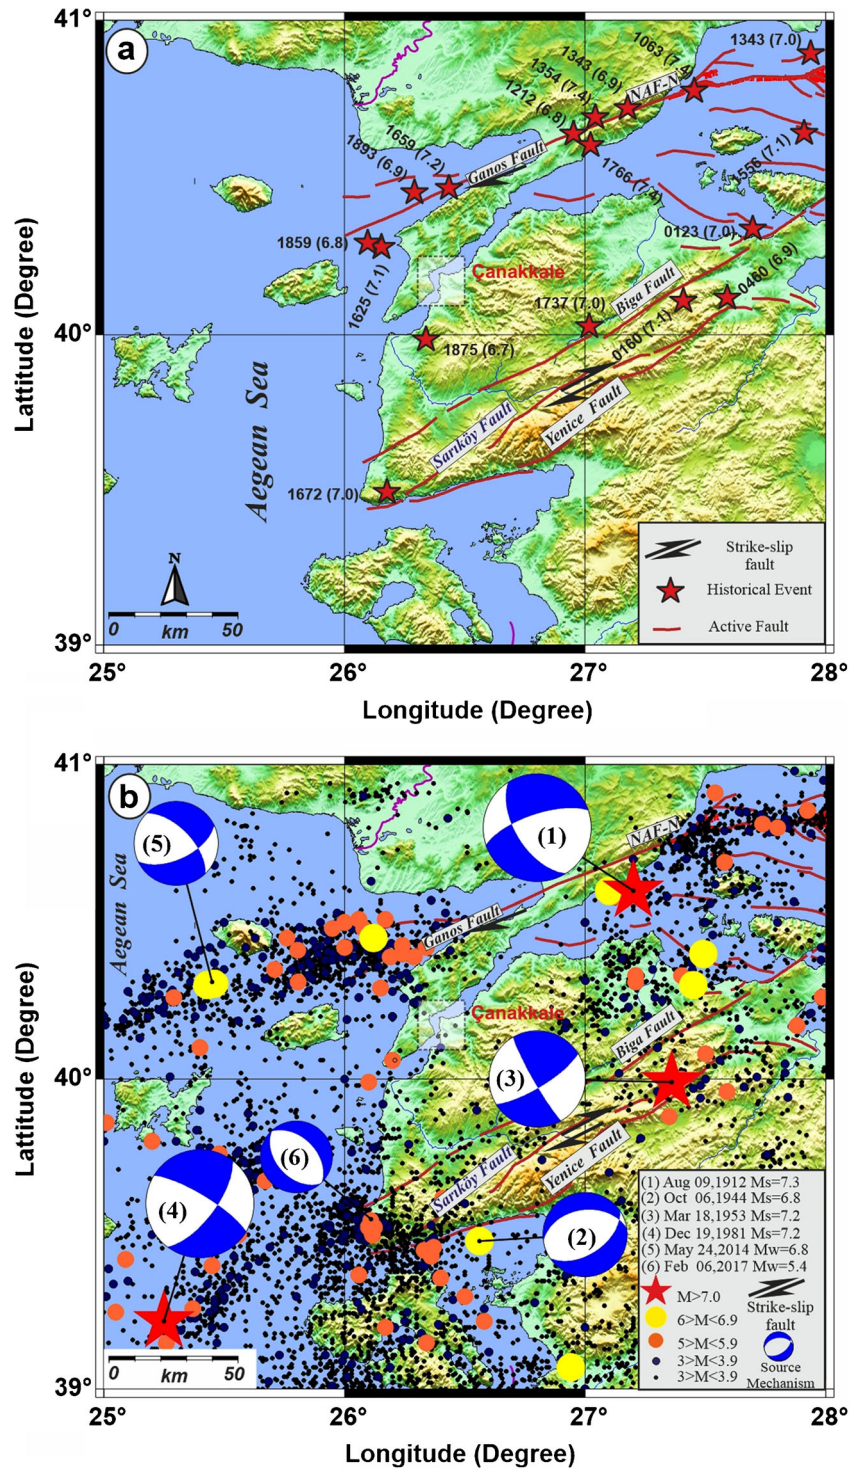 a
41°
40°
39°
25°
26°
27°
28°
Lattitude (Degree)
Longitude (Degree)
1343 (7.0)
1063 (7.4)
1343 (6.9)
1354 (7.4)
1212 (6.8)
NAF-N
1659 (7.2)
1893 (6.9)
Ganos Fault
1556 (7.1)
1766 (7.4)
0123 (7.0)
1859 (6.8)
1625 (7.1)
Çanakkale
0460 (6.9)
Biga Fault
1737 (7.0)
0160 (7.1)
1875 (6.7)
Aegean Sea
Sarıköy Fault
Yenice Fault
1672 (7.0)
N
0 50
km
Strike-slip
fault
Historical Event
Active Fault
b
41°
40°
39°
25°
26°
27°
28°
Lattitude (Degree)
Longitude (Degree)
(5)
(1)
NAF-N
Aegean Sea
Ganos Fault
Çanakkale
Biga Fault
(3)
(6)
Sarıköy Fault
Yenice Fault
(4)
(2)
0 50
km
(1) Aug 09,1912 Ms=7.3
(2) Oct 06,1944 Ms=6.8
(3) Mar 18,1953 Ms=7.2
(4) Dec 19,1981 Ms=7.2
(5) May 24,2014 Mw=6.8
(6) Feb 06,2017 Mw=5.4
M>7.0
6>M<6.9
5>M<5.9
3>M<3.9
3>M<3.9
Strike-slip
fault
Source
Mechanism